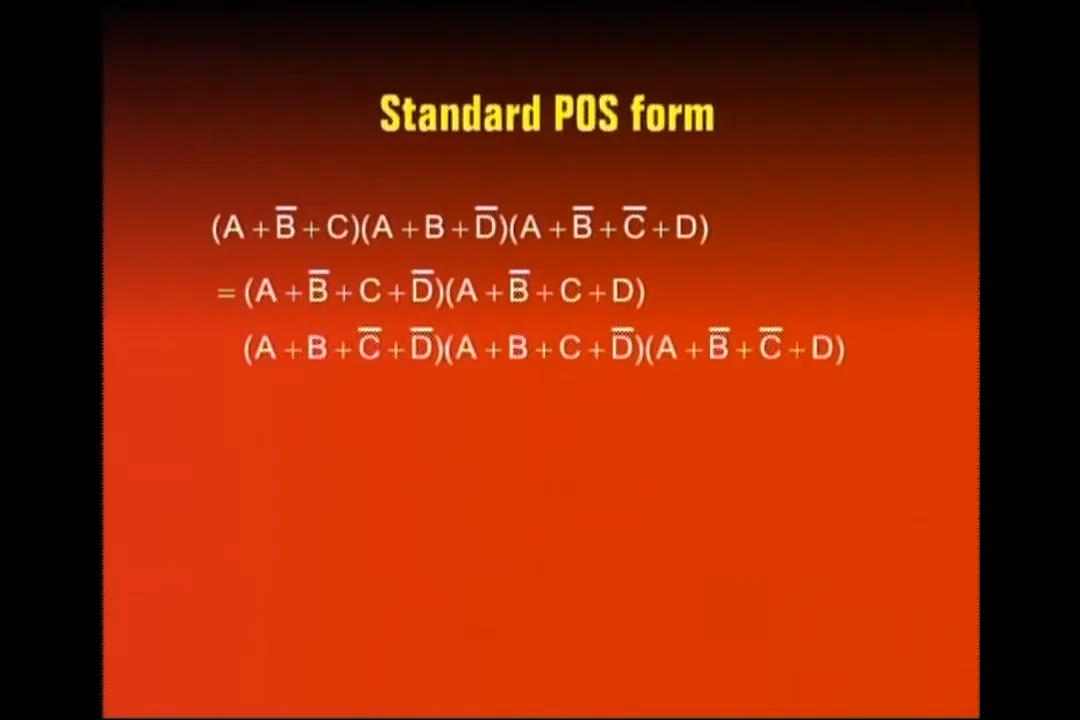 Standard POS form
(A + B̅ + C)(A + B + D̅)(A + B̅ + C̅ + D)
= (A + B̅ + C + D̅)(A + B̅ + C + D)
(A + B + C̅ + D̅)(A + B + C + D̅)(A + B̅ + C̅ + D)